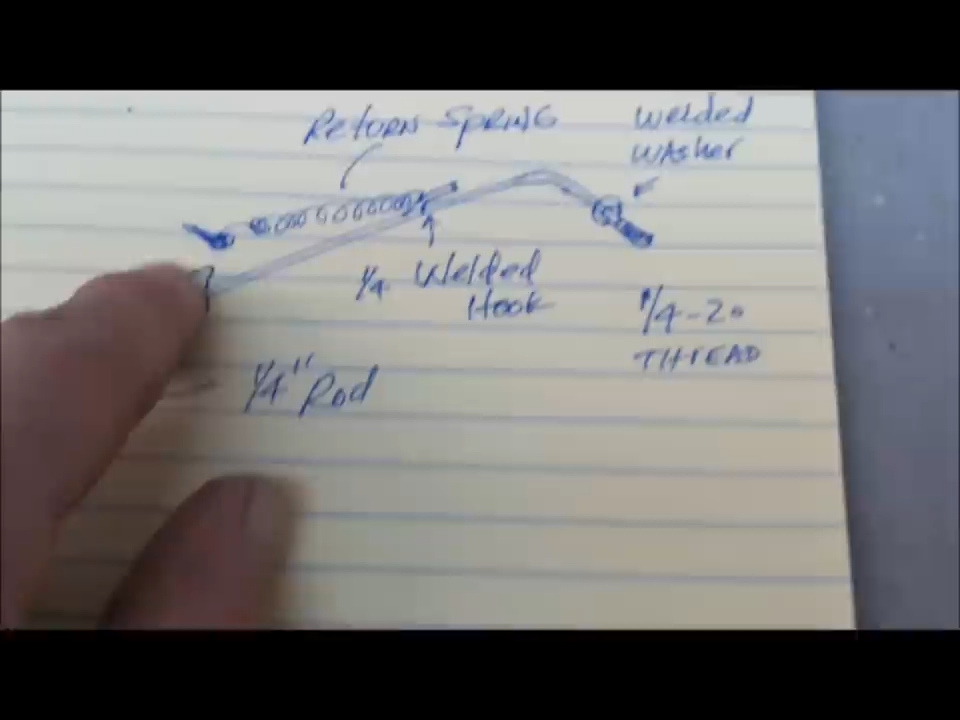 Return Spring
Welded
Washer
1/4 Welded
Hook
1/4-20
THREAD
1/4" Rod